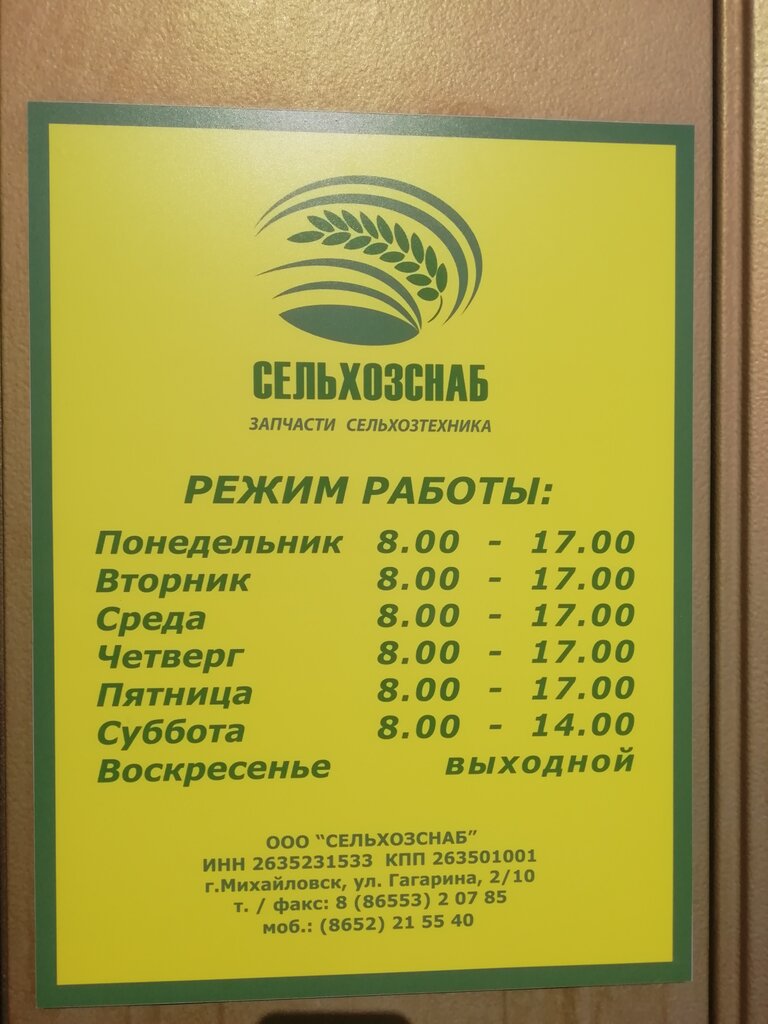 СЕЛЬХОЗСНАБ
ЗАПЧАСТИ СЕЛЬХОЗТЕХНИКА
РЕЖИМ РАБОТЫ:
Понедельник 8.00 - 17.00
Вторник 8.00 - 17.00
Среда 8.00 - 17.00
Четверг 8.00 - 17.00
Пятница 8.00 - 17.00
Суббота 8.00 - 14.00
Воскресенье выходной
ООО “СЕЛЬХОЗСНАБ”
ИНН 2635231533 КПП 263501001
г.Михайловск, ул. Гагарина, 2/10
т. / факс: 8 (86553) 2 07 85
моб.: (8652) 21 55 40